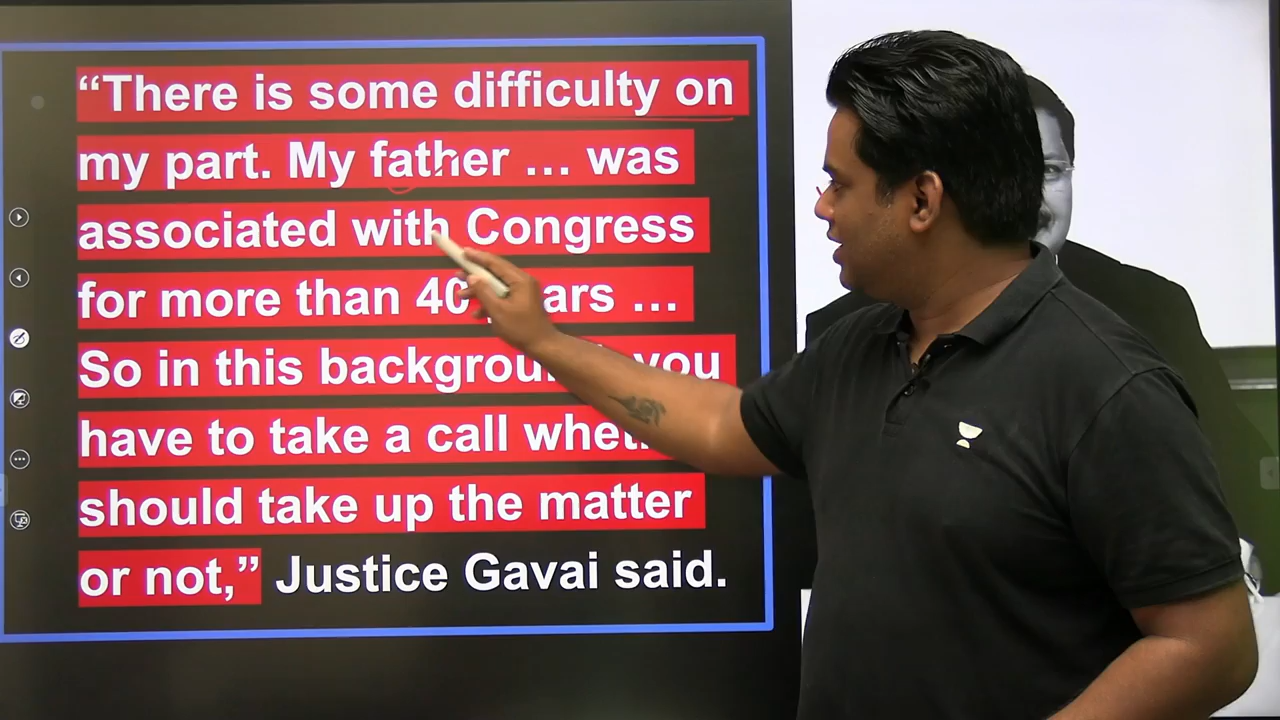 “There is some difficulty on
my part. My father … was
associated with Congress
for more than 40 …
So in this you
have to take a call
should take up the matter
or not,” Justice Gavai said.